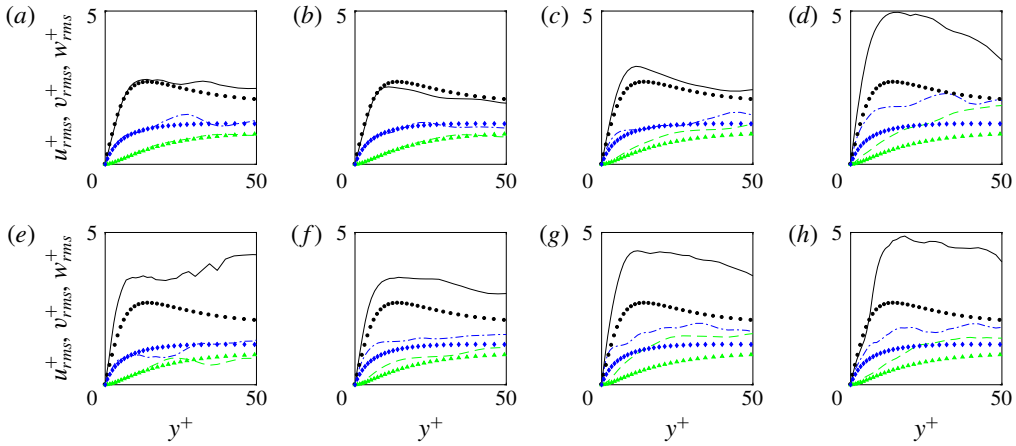 (a) (b) (c) (d)
5 5 5 5
u⁺rms, v⁺rms, w⁺rms
0 50 0 50 0 50 0 50
(e) (f) (g) (h)
5 5 5 5
u⁺rms, v⁺rms, w⁺rms
0 50 0 50 0 50 0 50
y⁺ y⁺ y⁺ y⁺